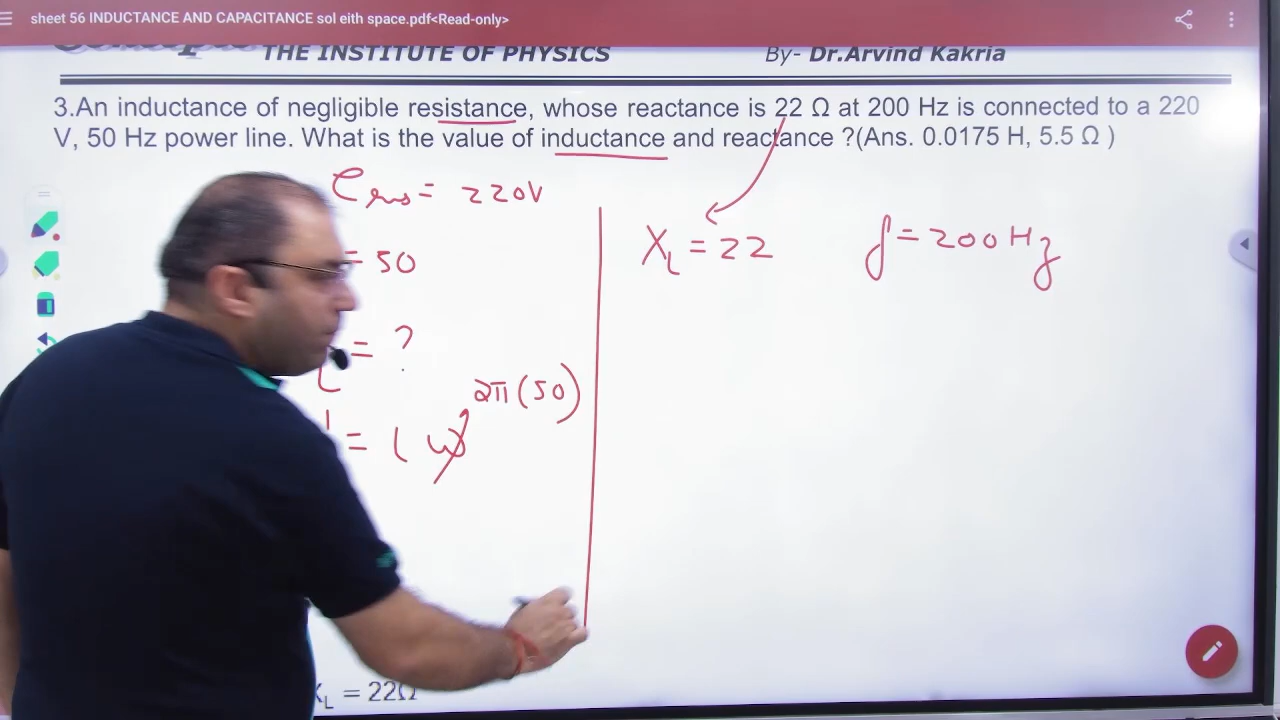 sheet 56 INDUCTANCE AND CAPACITANCE sol eith space.pdf<Read-only>
THE INSTITUTE OF PHYSICS By- Dr.Arvind Kakria
3.An inductance of negligible resistance, whose reactance is 22 Ω at 200 Hz is connected to a 220
V, 50 Hz power line. What is the value of inductance and reactance ?(Ans. 0.0175 H, 5.5 Ω )
= 220V
= 50
= ?
2π(50)
= L ω
X_L = 22 f = 200 Hz
X_L = 22Ω